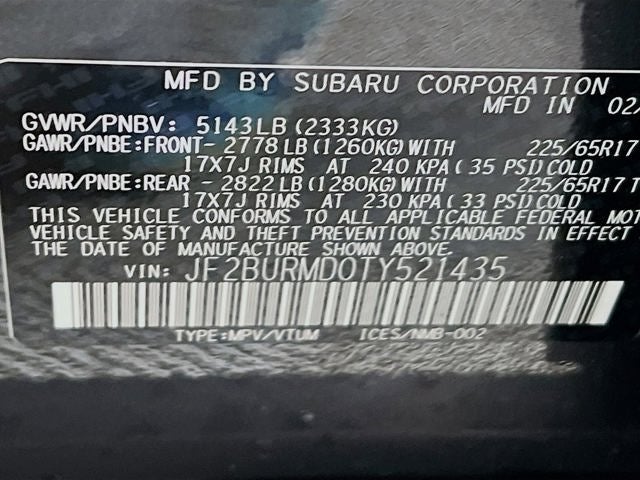 MFD BY SUBARU CORPORATION
MFD IN 02
GVWR/PNBV: 5143LB (2333KG)
GAWR/PNBE:FRONT- 2778 LB (1260KG) WITH 225/65R17
17X7J RIMS AT 240 KPA ( 35 PSI) COLD
GAWR/PNBE:REAR - 2822 LB (1280KG) WITH 225/65R17 T
17X7J RIMS AT 230 KPA ( 33 PSI) COLD
THIS VEHICLE CONFORMS TO ALL APPLICABLE FEDERAL MOT
VEHICLE SAFETY AND THEFT PREVENTION STANDARDS IN EFFECT
THE DATE OF MANUFACTURE SHOWN ABOVE.
VIN: JF2BURMD0TY521435
TYPE:MPV/VTUM ICES/NMB-002